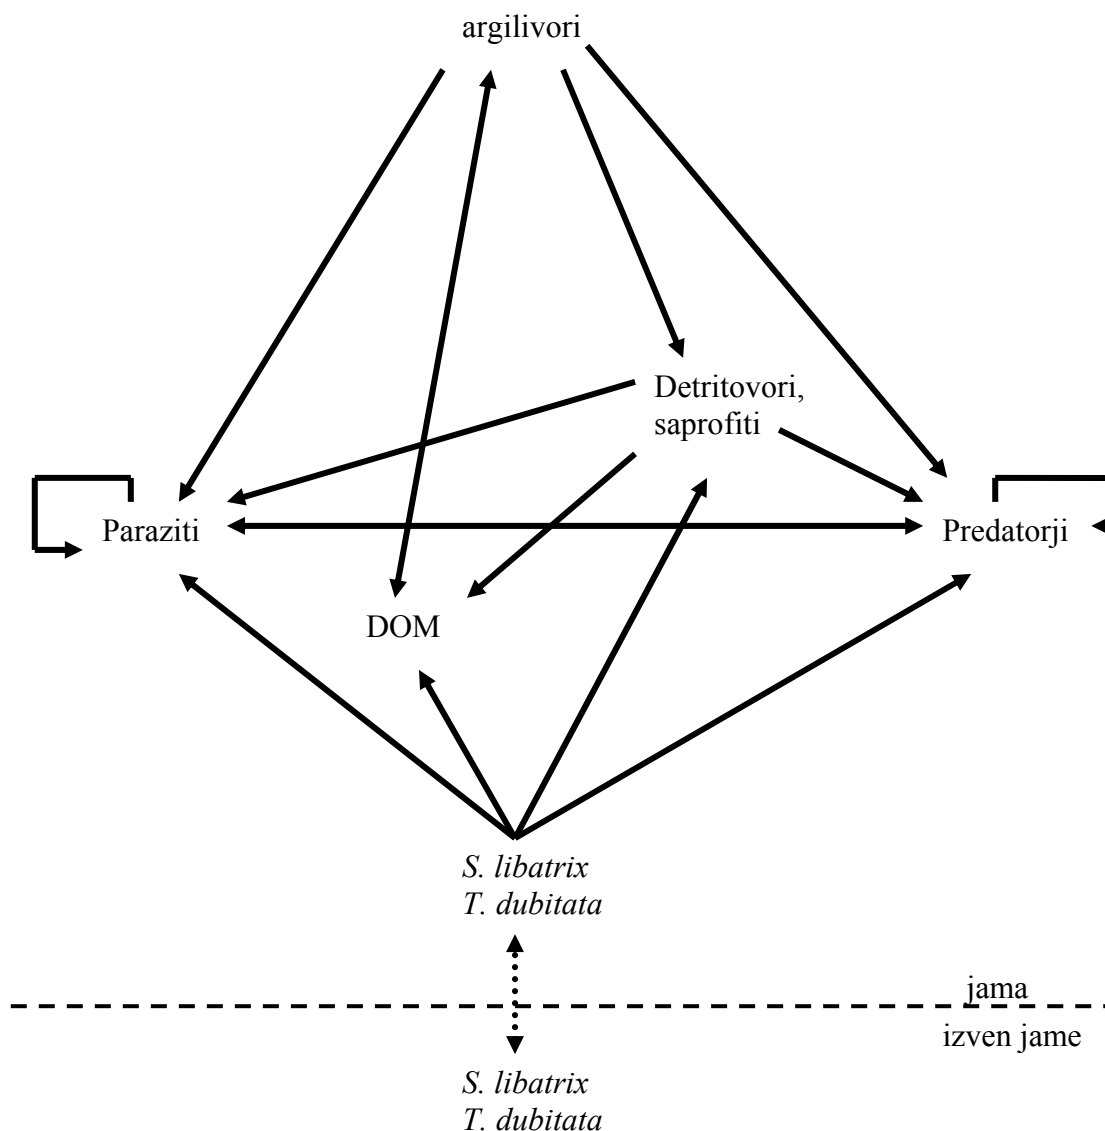 argilivori
Detritovori,
saprofiti
Paraziti
Predatorji
DOM
S. libatrix
T. dubitata
jama
izven jame
S. libatrix
T. dubitata